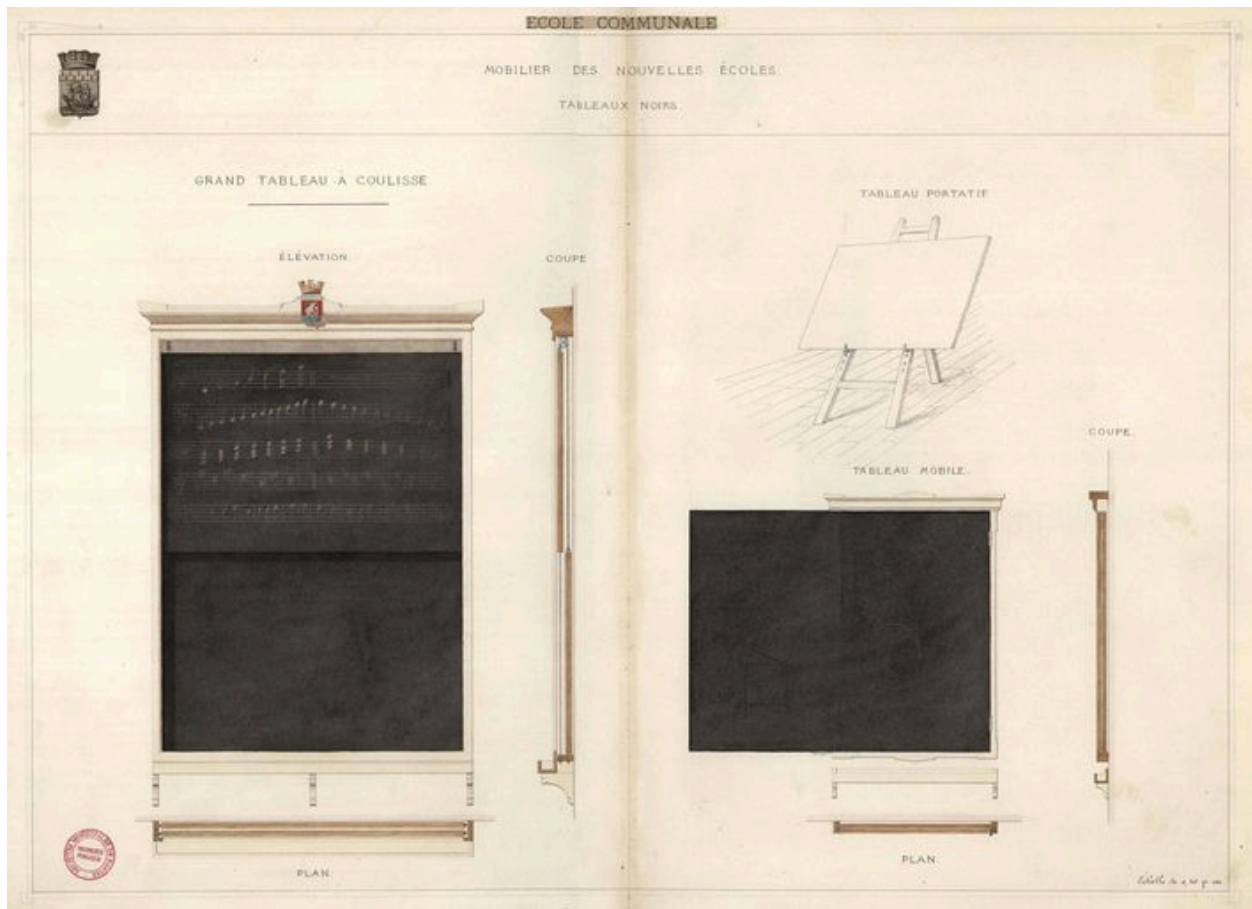 ECOLE COMMUNALE
MOBILIER DES NOUVELLES ÉCOLES.
TABLEAUX NOIRS.
GRAND TABLEAU À COULISSE
ÉLÉVATION.
COUPE
TABLEAU PORTATIF
COUPE.
TABLEAU MOBILE.
PLAN
PLAN